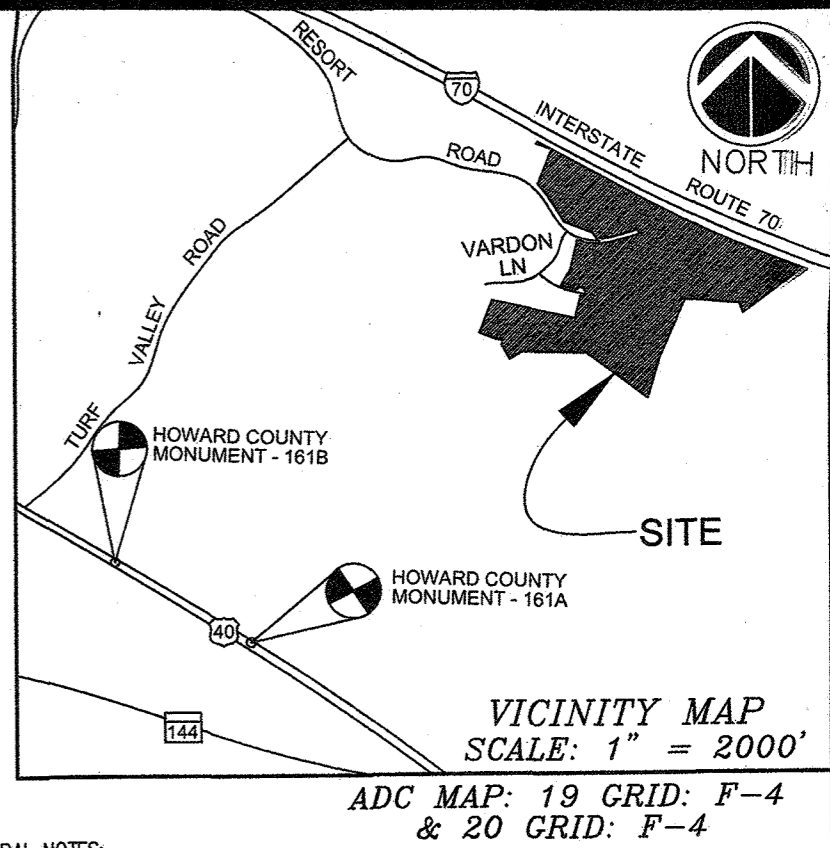 RESORT
ROAD
70
INTERSTATE
ROUTE 70
NORTH
VARDON
LN
TURF
VALLEY
ROAD
HOWARD COUNTY
MONUMENT - 161B
SITE
HOWARD COUNTY
MONUMENT - 161A
40
144
VICINITY MAP
SCALE: 1" = 2000'
ADC MAP: 19 GRID: F-4
& 20 GRID: F-4
NOTES: